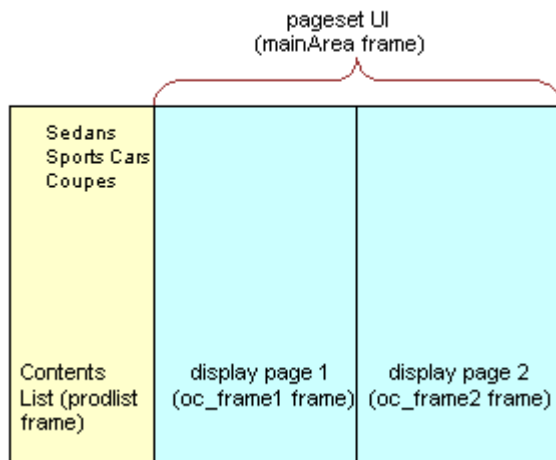 pageset UI
(mainArea frame)
Sedans
Sports Cars
Coupes
Contents
List (prodlist
frame)
display page 1
(oc_frame1 frame)
display page 2
(oc_frame2 frame)